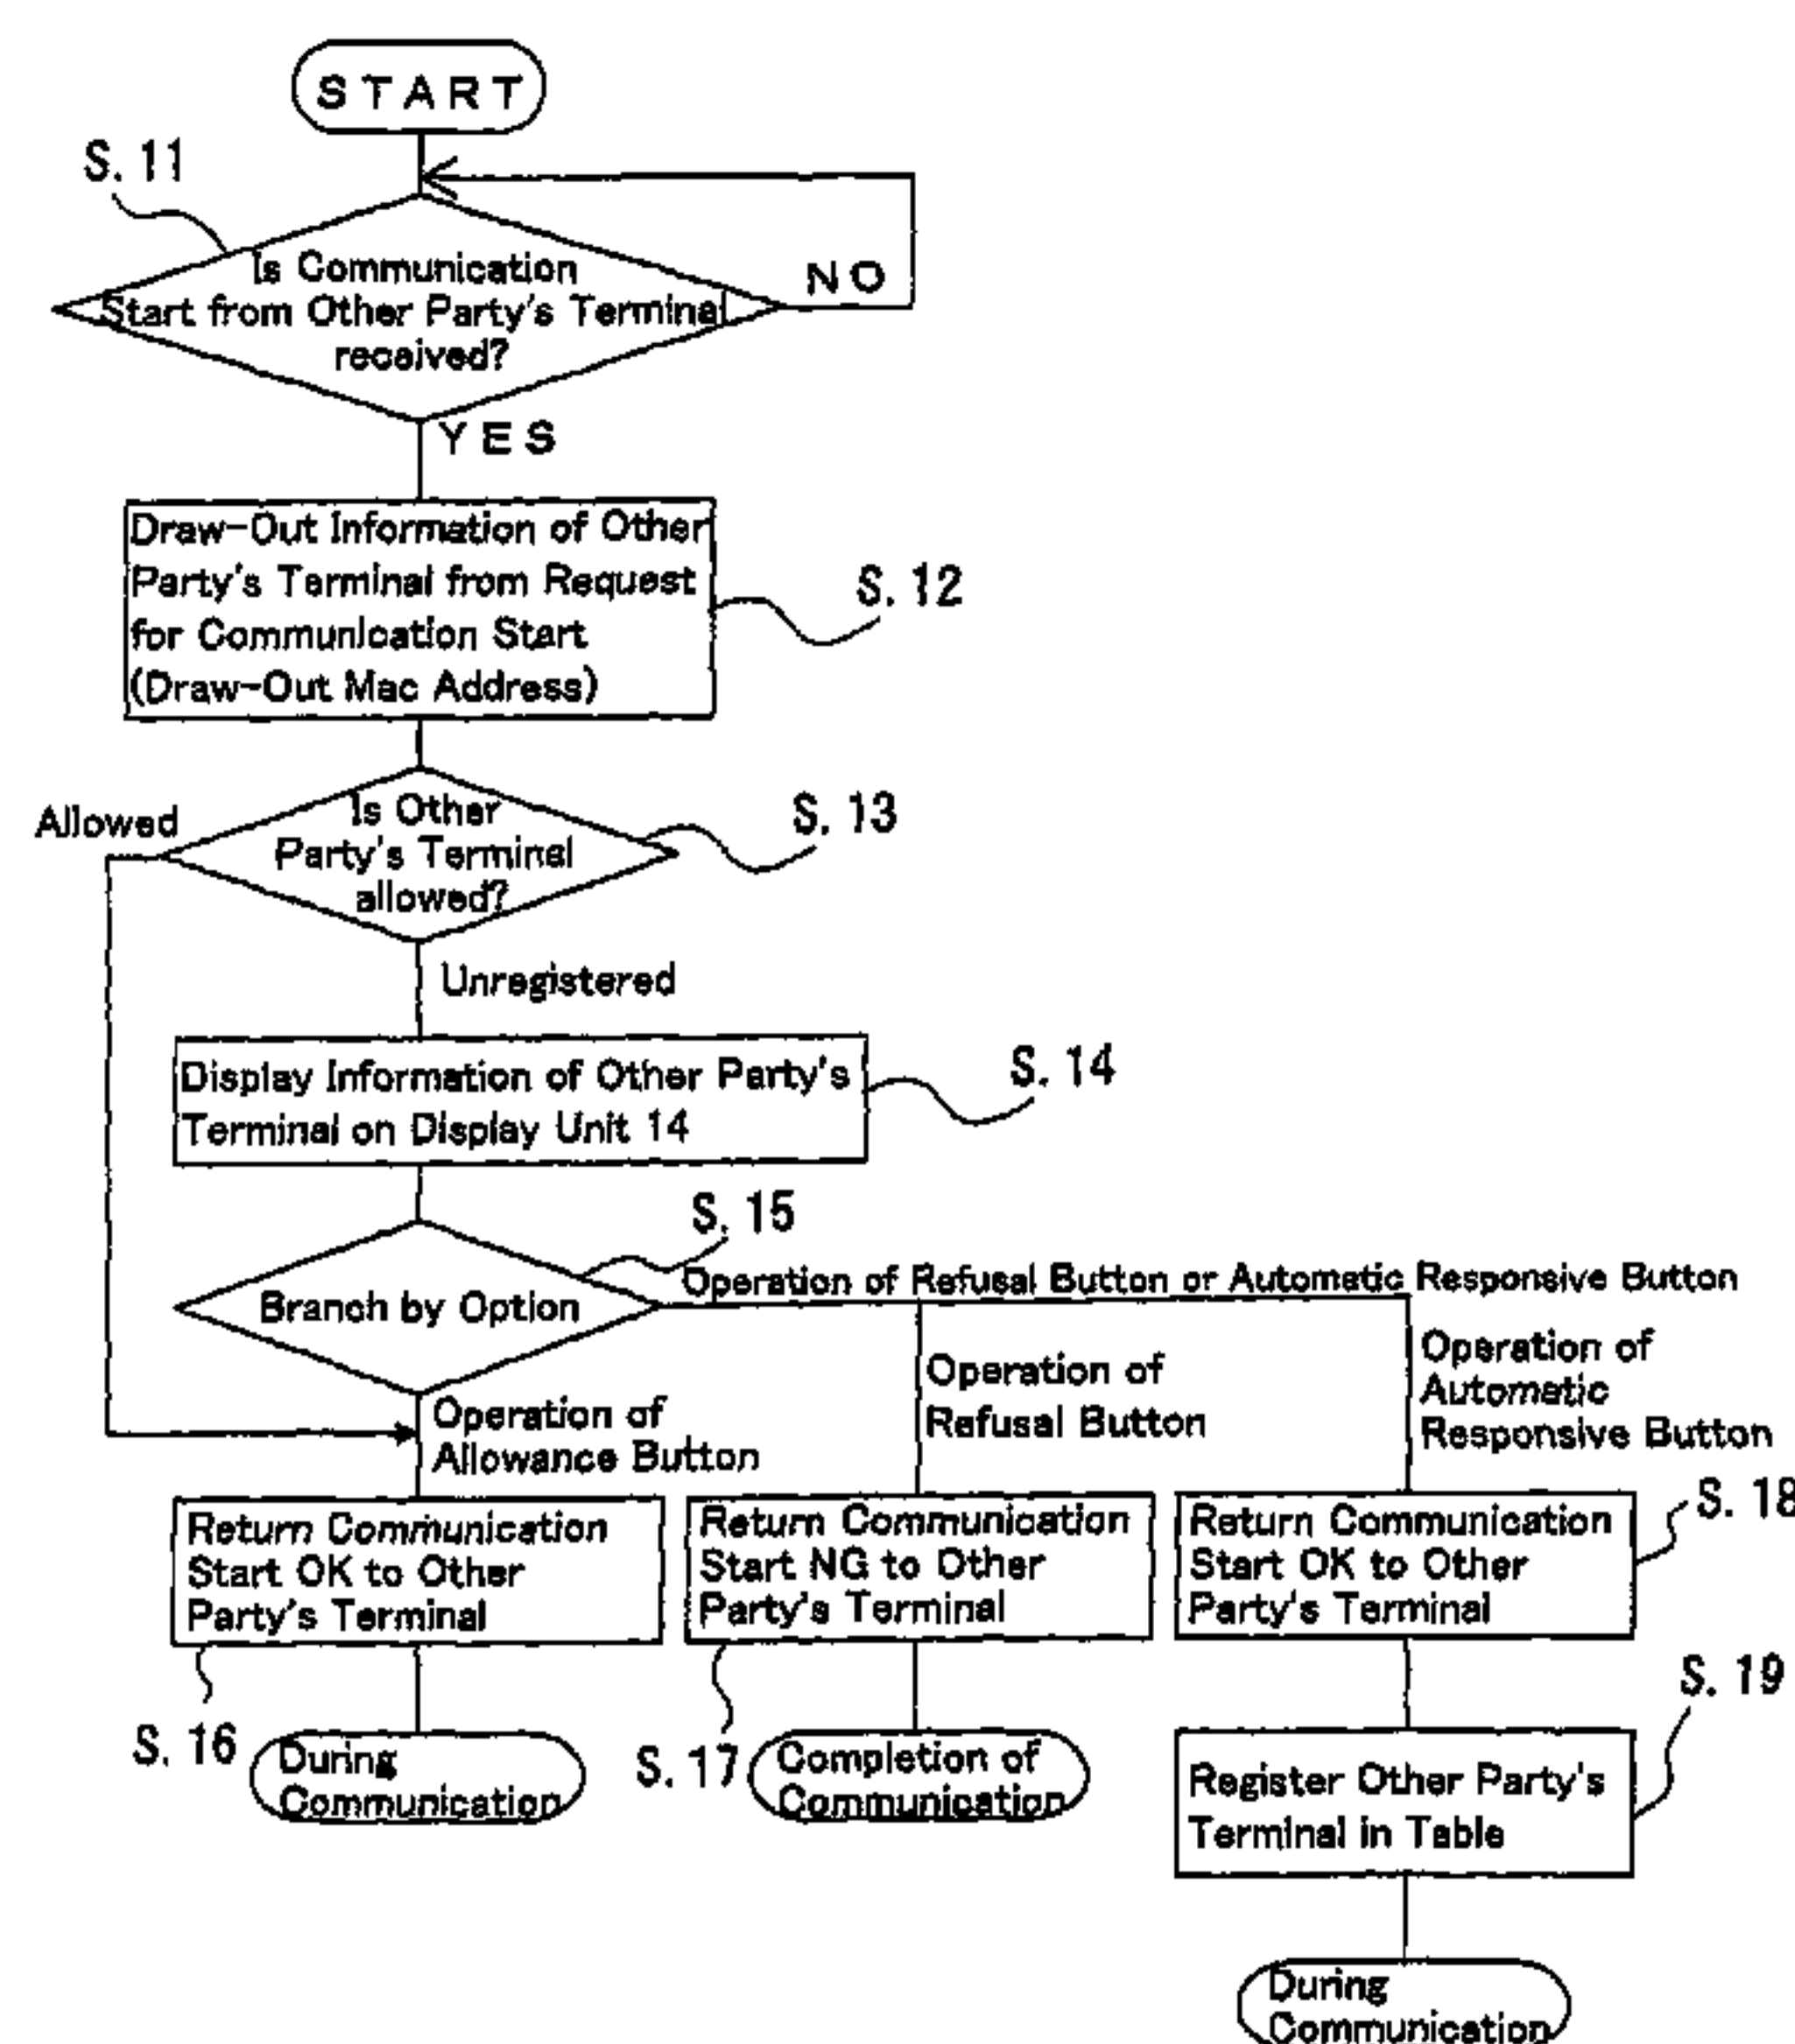 START
S. 11
Is Communication
Start from Other Party's Terminal
received?
NO
YES
Draw-Out Information of Other
Party's Terminal from Request
for Communication Start
(Draw-Out Mac Address)
S. 12
Allowed
Is Other
Party's Terminal
allowed?
S. 13
Unregistered
Display Information of Other Party's
Terminal on Display Unit 14
S. 14
S. 15
Branch by Option
Operation of Refusal Button or Automatic Responsive Button
Operation of
Allowance Button
Operation of
Refusal Button
Operation of
Automatic
Responsive Button
Return Communication
Start OK to Other
Party's Terminal
Return Communication
Start NG to Other
Party's Terminal
Return Communication
Start OK to Other
Party's Terminal
S. 18
S. 16
During
Communication
S. 17
Completion of
Communication
S. 19
Register Other Party's
Terminal in Table
During
Communication